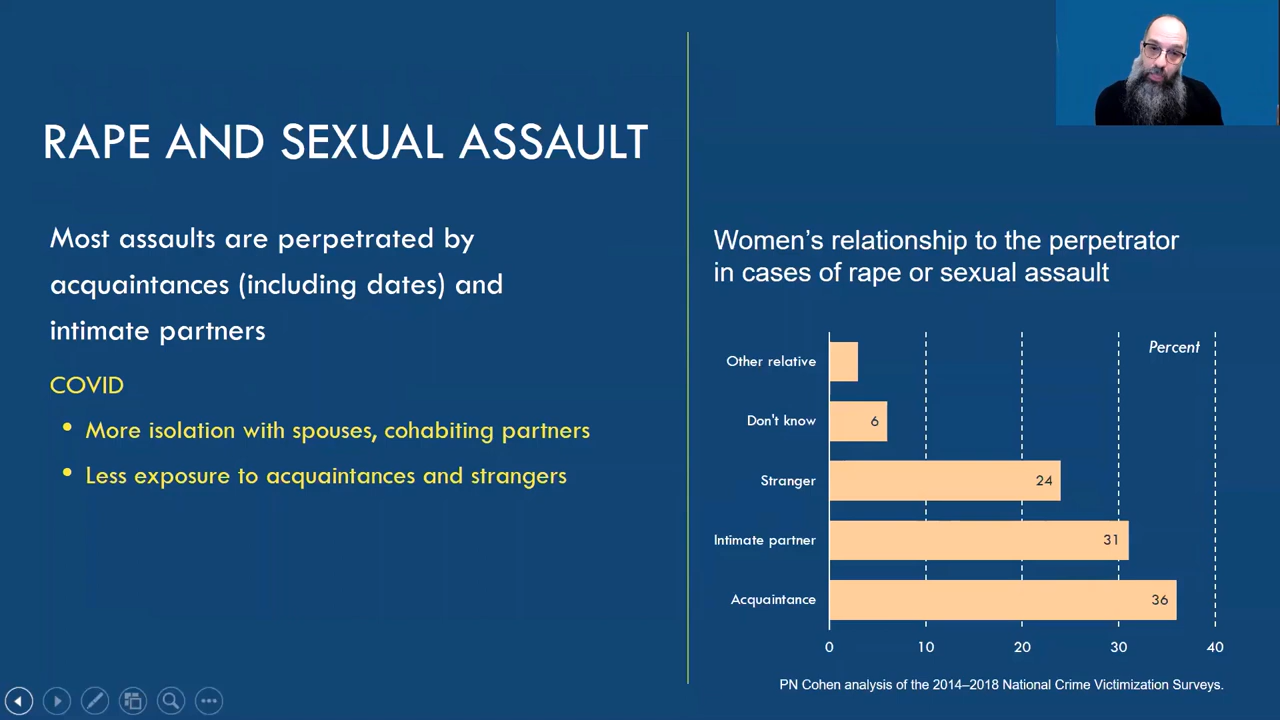 RAPE AND SEXUAL ASSAULT
Most assaults are perpetrated by
acquaintances (including dates) and
intimate partners
COVID
• More isolation with spouses, cohabiting partners
• Less exposure to acquaintances and strangers
Women’s relationship to the perpetrator
in cases of rape or sexual assault
Percent
Other relative
Don't know 6
Stranger 24
Intimate partner 31
Acquaintance 36
0 10 20 30 40
PN Cohen analysis of the 2014–2018 National Crime Victimization Surveys.